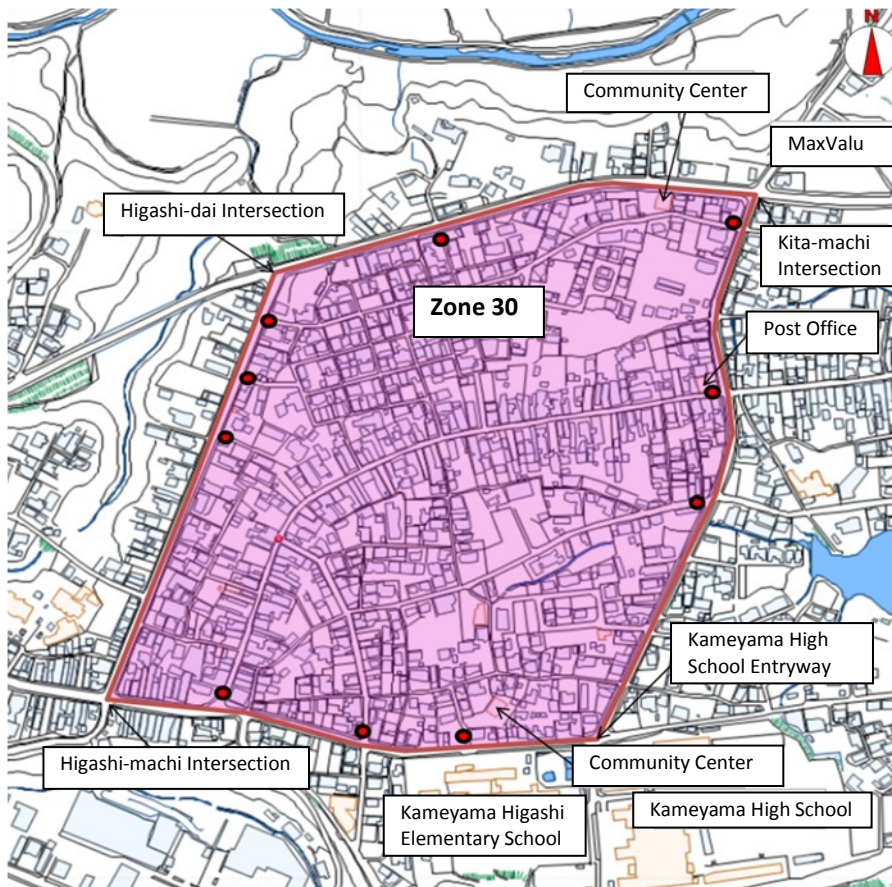 N
Community Center
MaxValu
Higashi-dai Intersection
Kita-machi
Intersection
Zone 30
Post Office
Kameyama High
School Entryway
Higashi-machi Intersection
Community Center
Kameyama Higashi
Elementary School
Kameyama High School